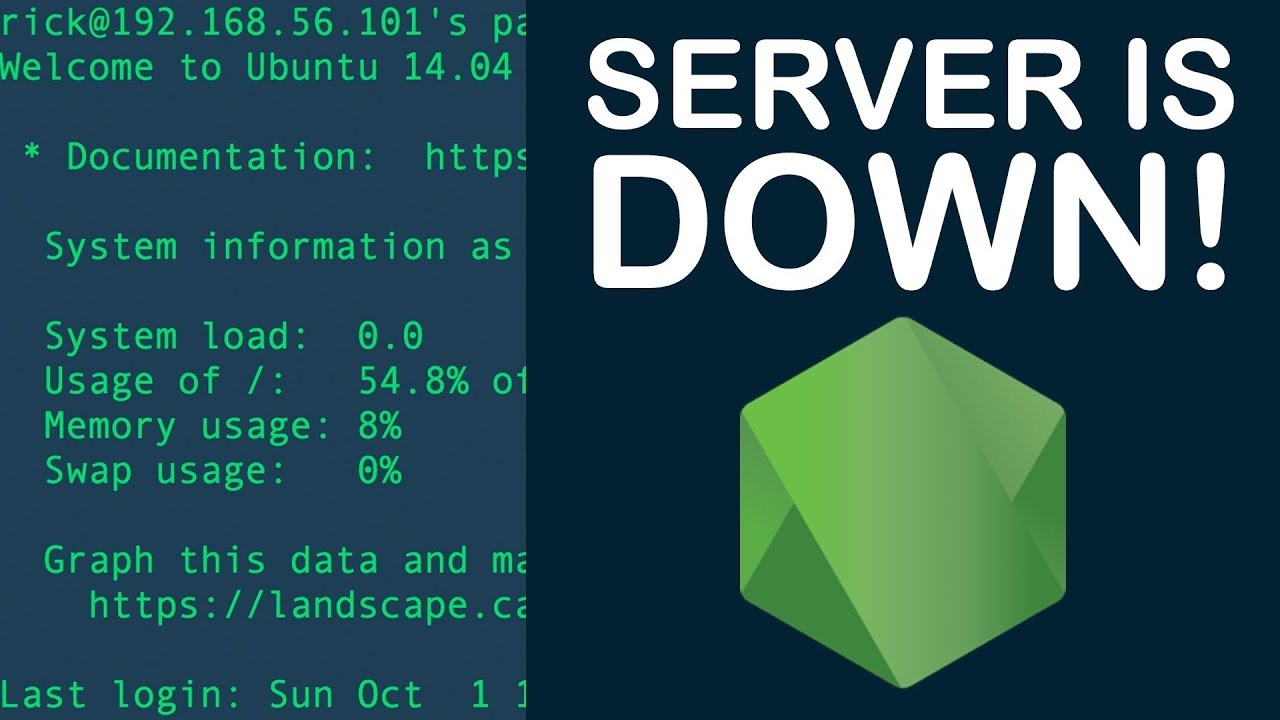 rick@192.168.56.101's pa
Welcome to Ubuntu 14.04
* Documentation: https
System information as
System load: 0.0
Usage of /: 54.8% of
Memory usage: 8%
Swap usage: 0%
Graph this data and ma
https://landscape.ca
Last login: Sun Oct 1 1
SERVER IS
DOWN!